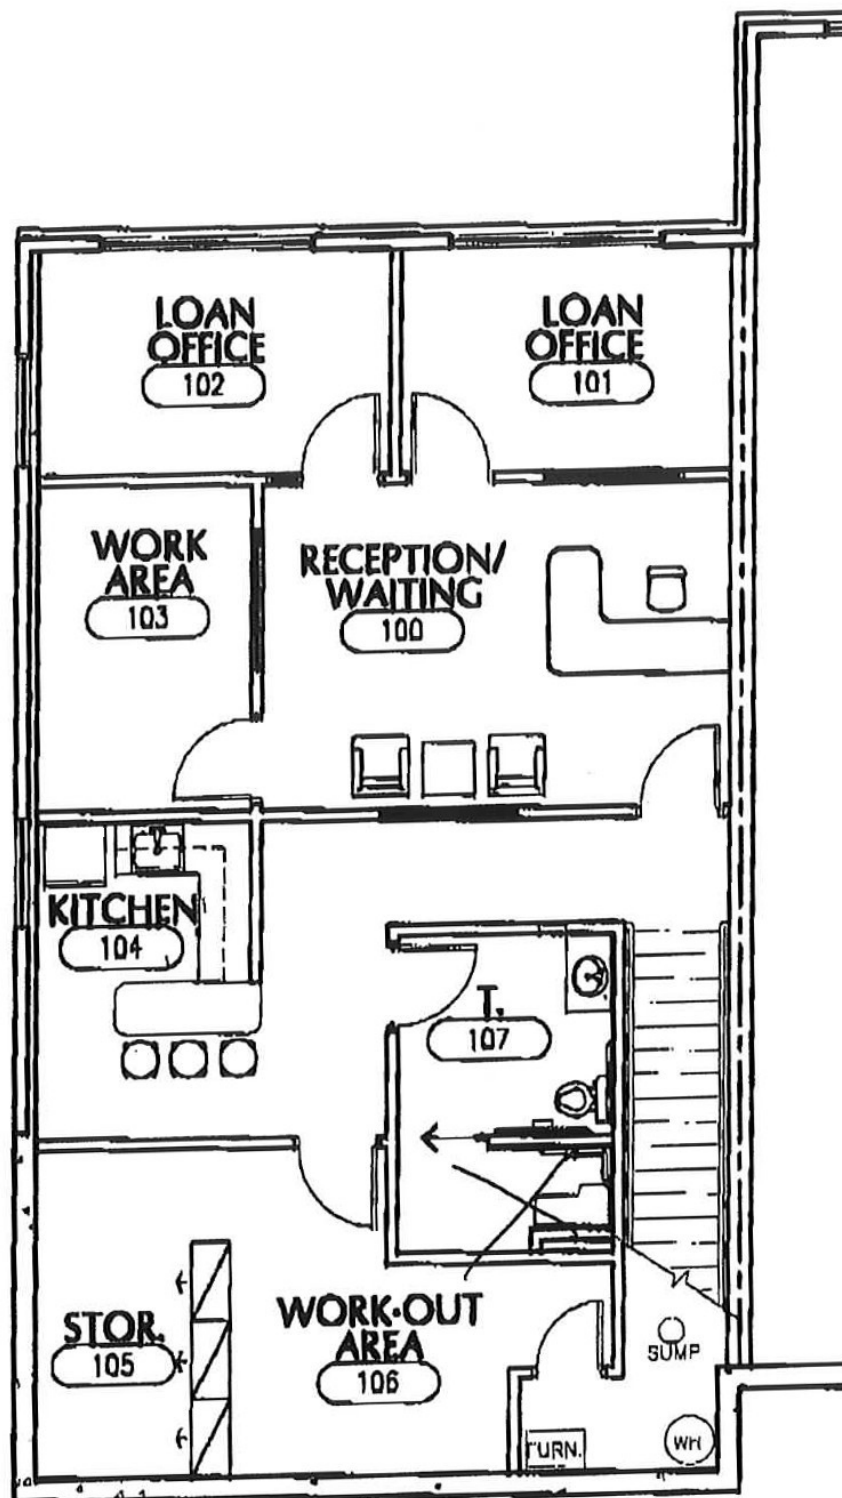 LOAN
OFFICE
102
LOAN
OFFICE
101
WORK
AREA
103
RECEPTION/
WAITING
100
KITCHEN
104
T.
107
STOR.
105
WORK·OUT
AREA
106
SUMP
FURN.
WH